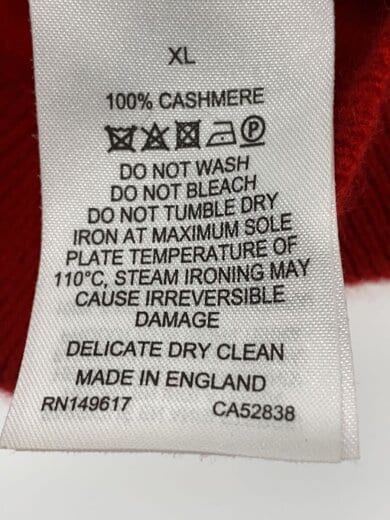 XL
100% CASHMERE
DO NOT WASH
DO NOT BLEACH
DO NOT TUMBLE DRY
IRON AT MAXIMUM SOLE
PLATE TEMPERATURE OF
110°C, STEAM IRONING MAY
CAUSE IRREVERSIBLE
DAMAGE
DELICATE DRY CLEAN
MADE IN ENGLAND
RN149617 CA52838